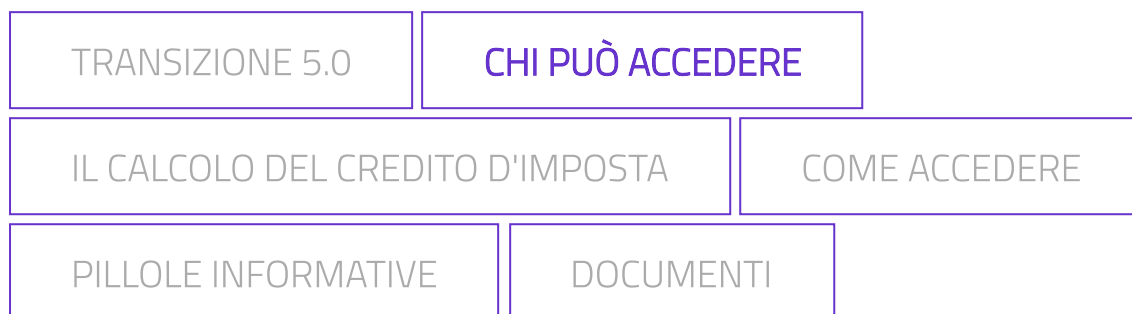 TRANSIZIONE 5.0
CHI PUÒ ACCEDERE
IL CALCOLO DEL CREDITO D'IMPOSTA
COME ACCEDERE
PILLOLE INFORMATIVE
DOCUMENTI